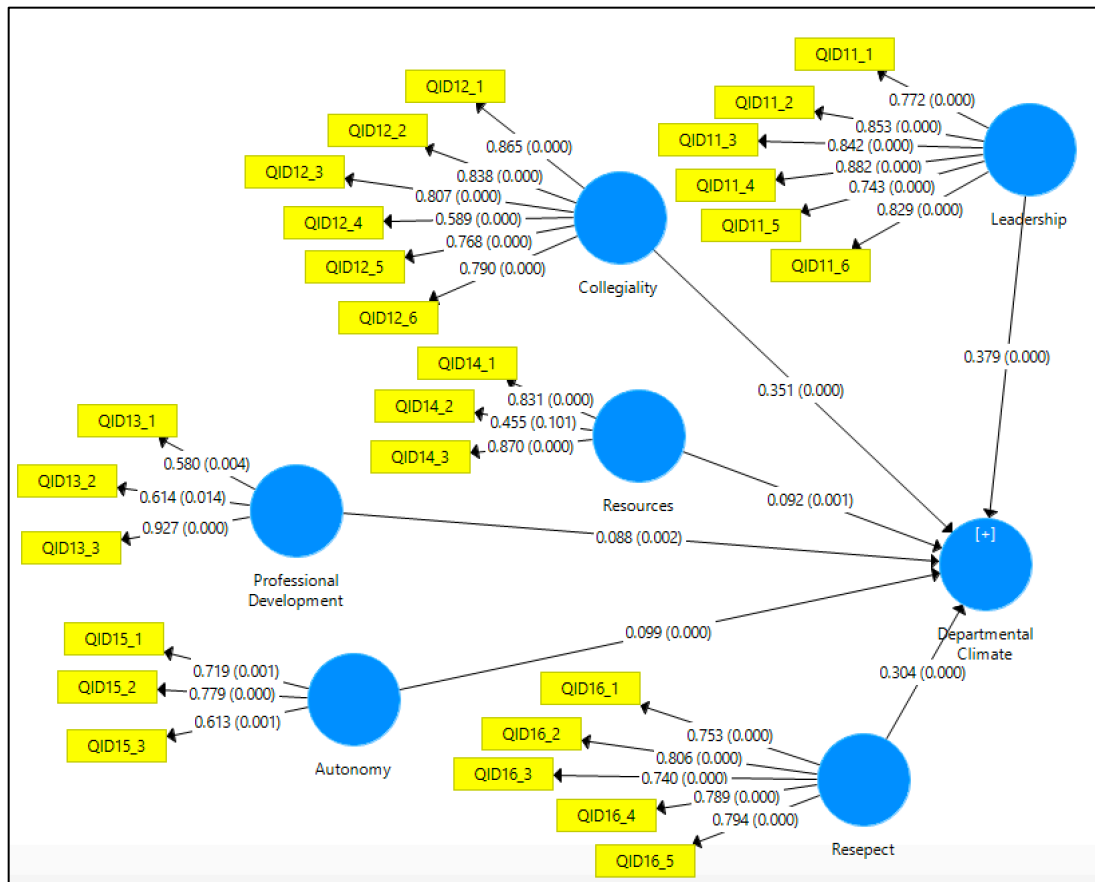 QID11_1
QID11_2
QID11_3
QID11_4
QID11_5
QID11_6
0.772 (0.000)
0.853 (0.000)
0.842 (0.000)
0.882 (0.000)
0.743 (0.000)
0.829 (0.000)
Leadership
0.379 (0.000)
QID12_1
QID12_2
QID12_3
QID12_4
QID12_5
QID12_6
0.865 (0.000)
0.838 (0.000)
0.807 (0.000)
0.589 (0.000)
0.768 (0.000)
0.790 (0.000)
Collegiality
0.351 (0.000)
QID14_1
QID14_2
QID14_3
0.831 (0.000)
0.455 (0.101)
0.870 (0.000)
Resources
0.092 (0.001)
QID13_1
QID13_2
QID13_3
0.580 (0.004)
0.614 (0.014)
0.927 (0.000)
Professional
Development
0.088 (0.002)
[+]
Departmental
Climate
QID15_1
QID15_2
QID15_3
0.719 (0.001)
0.779 (0.000)
0.613 (0.001)
Autonomy
0.099 (0.000)
0.304 (0.000)
QID16_1
QID16_2
QID16_3
QID16_4
QID16_5
0.753 (0.000)
0.806 (0.000)
0.740 (0.000)
0.789 (0.000)
0.794 (0.000)
Resepect